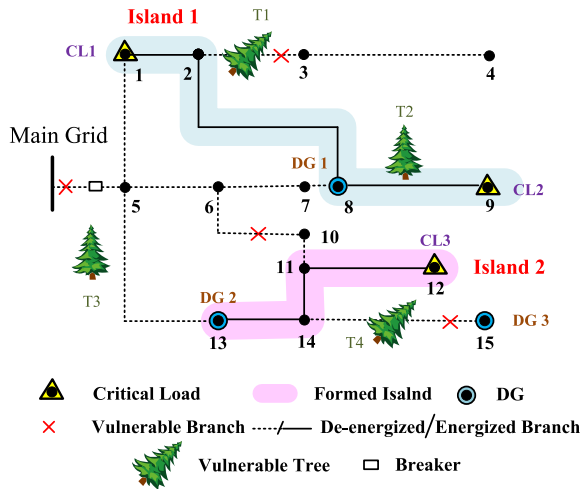 Island 1
T1
CL1
1
2
3
4
Main Grid
DG 1
T2
5
6
7
8
9
CL2
10
T3
11
CL3
12
Island 2
DG 2
13
14
T4
15
DG 3
Critical Load
Formed Isalnd
DG
Vulnerable Branch
De-energized/Energized Branch
Vulnerable Tree
Breaker